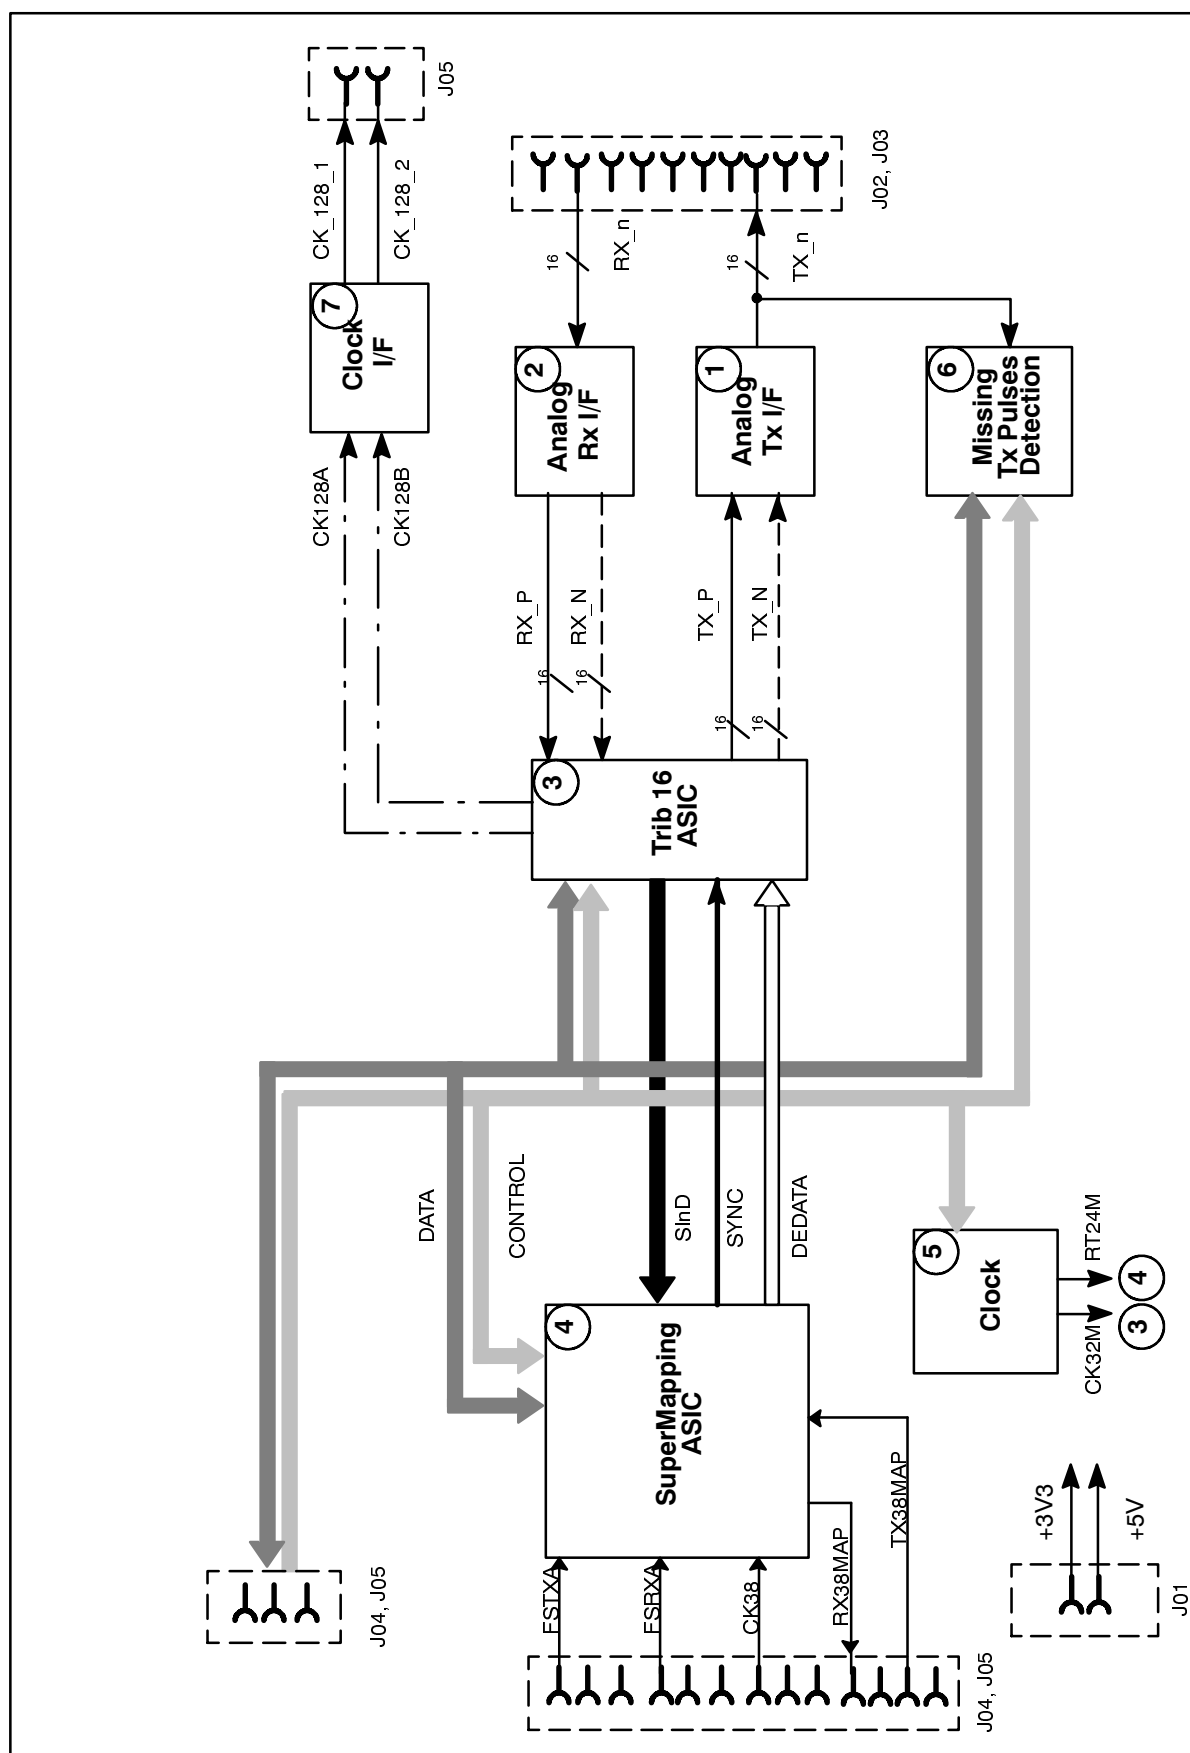 J04, J05
DATA
CONTROL
CK128A
CK128B
7
Clock
I/F
CK_128_1
CK_128_2
J05
FSTXA
FSRXA
CK38
RX38MAP
TX38MAP
J04, J05
4
SuperMapping
ASIC
SInD
SYNC
DEDATA
3
Trib 16
ASIC
16
RX_P
16
RX_N
16
TX_P
16
TX_N
2
Analog
Rx I/F
16
RX_n
1
Analog
Tx I/F
16
TX_n
J02, J03
6
Missing
Tx Pulses
Detection
5
Clock
CK32M
RT24M
3
4
+3V3
+5V
J01